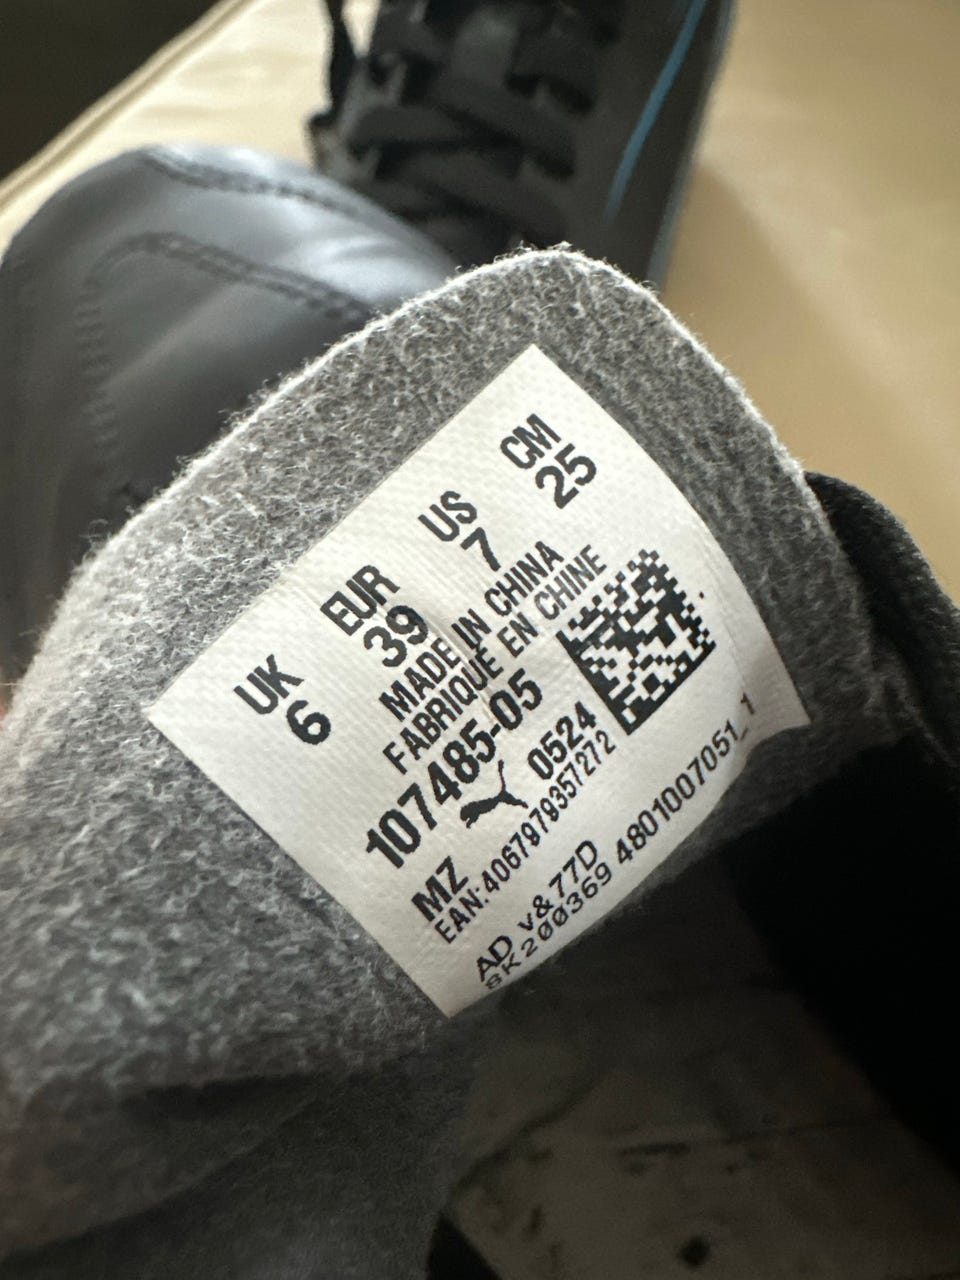 UK EUR US CM
6 39 7 25
MADE IN CHINA
FABRIQUE EN CHINE
107485-05
0524
MZ
EAN:4067979357272
AD v&77D
8K200369 4801007051_1